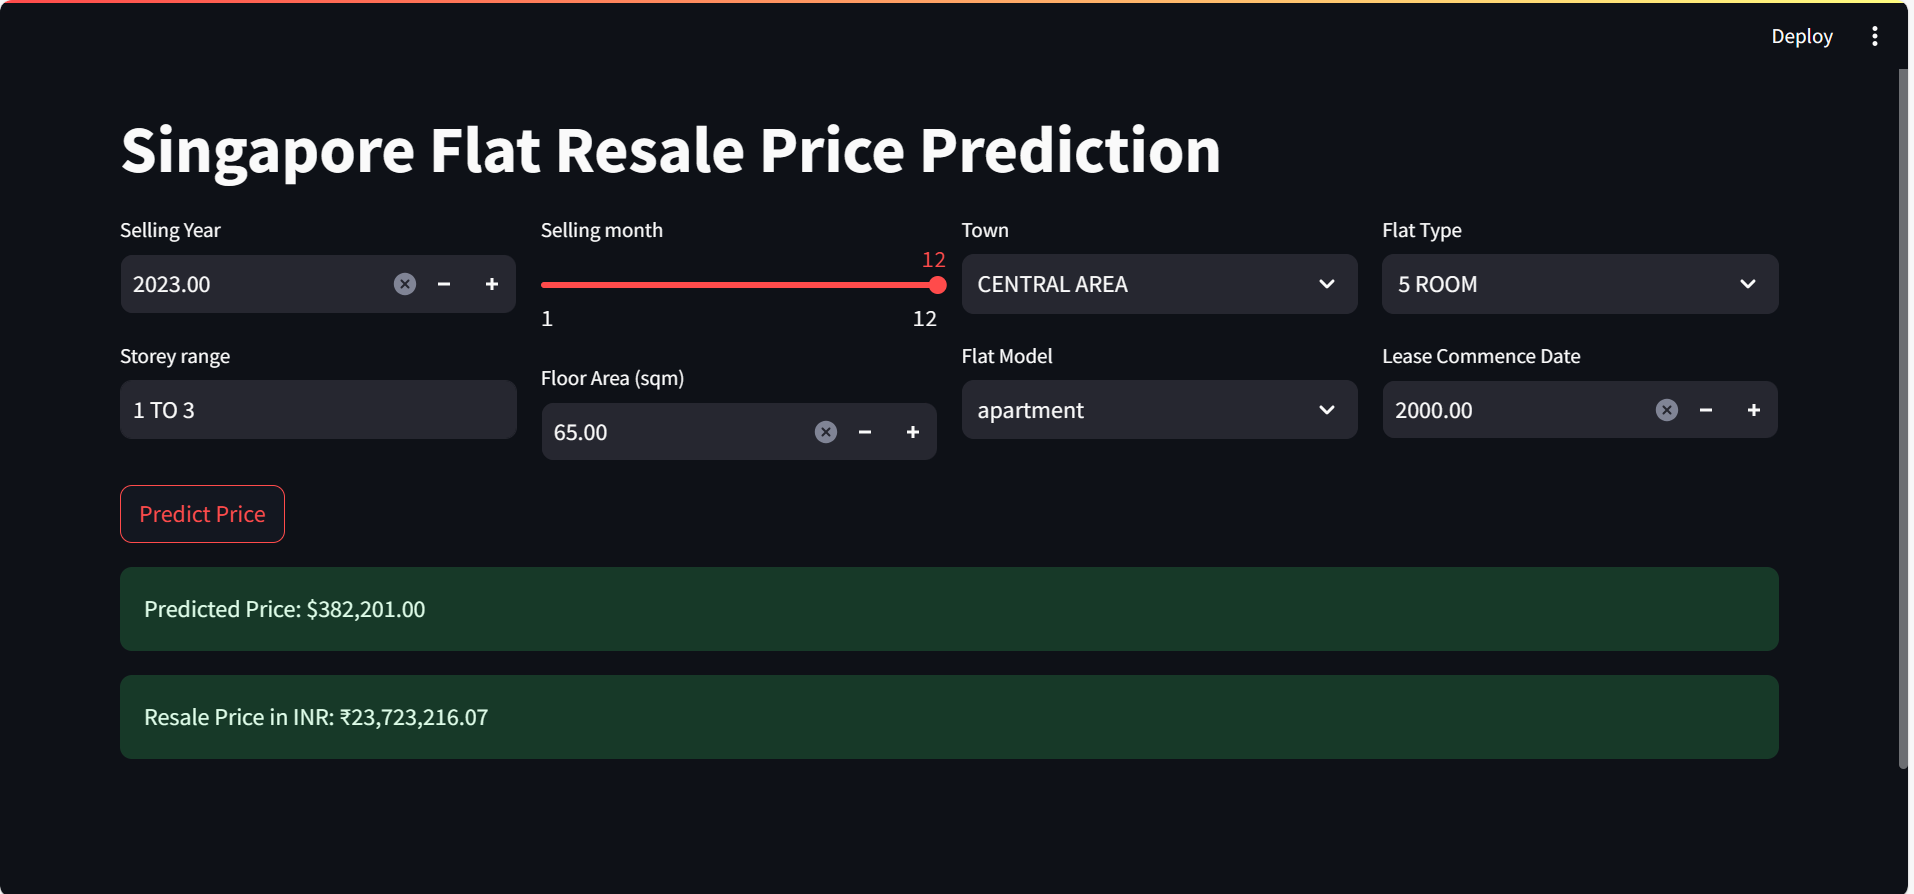 Deploy
Singapore Flat Resale Price Prediction
Selling Year
2023.00
Selling month
12
1
12
Town
CENTRAL AREA
Flat Type
5 ROOM
Storey range
1 TO 3
Floor Area (sqm)
65.00
Flat Model
apartment
Lease Commence Date
2000.00
Predict Price
Predicted Price: $382,201.00
Resale Price in INR: ₹23,723,216.07